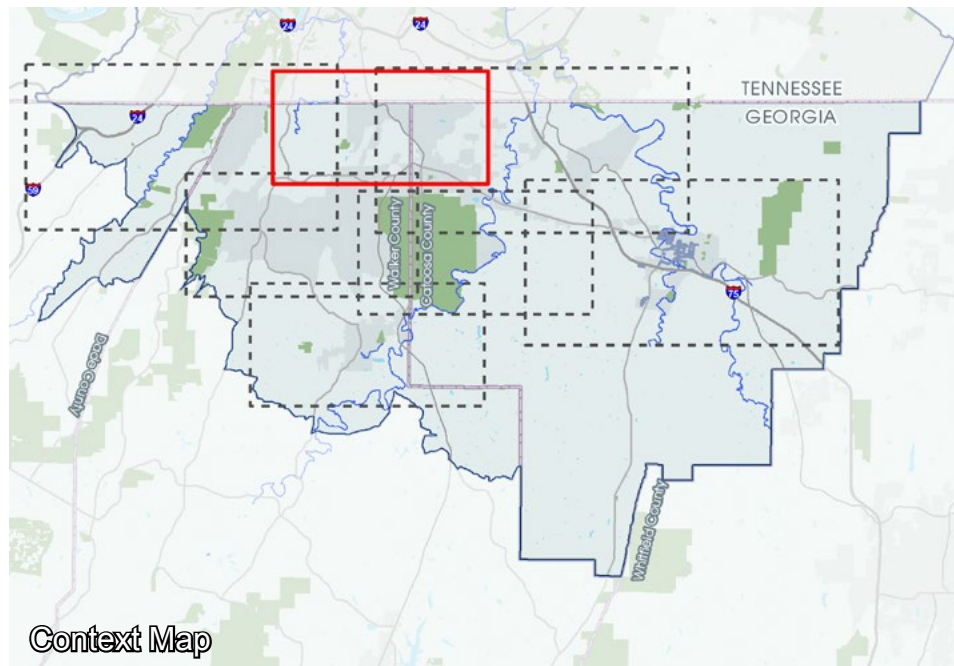 24
24
TENNESSEE
GEORGIA
24
59
Walker County
Catoosa County
75
Dade County
Whitfield County
Context Map